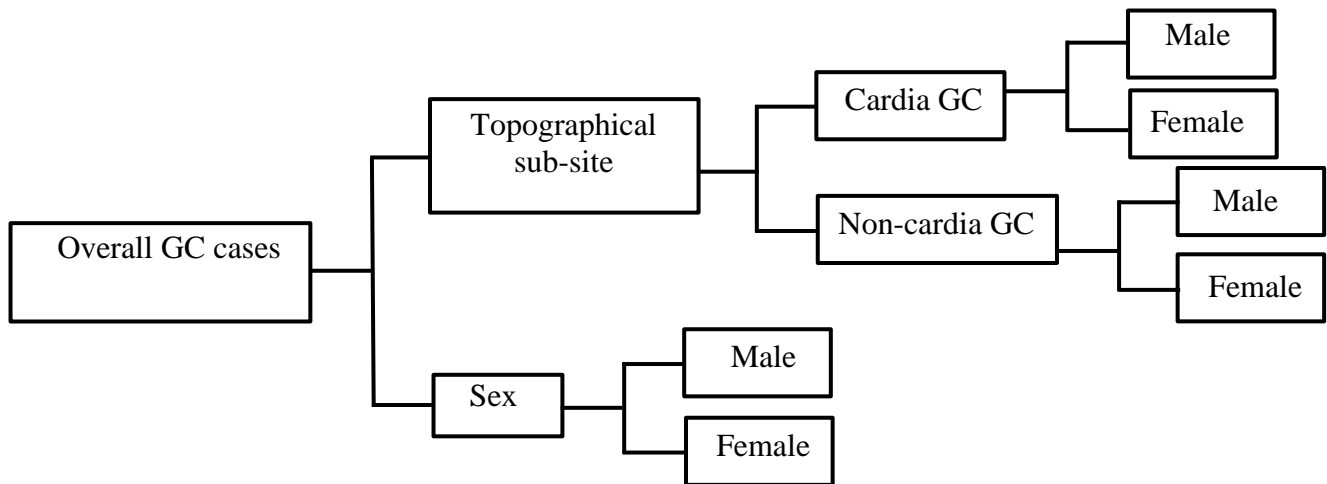 Overall GC cases
Topographical
sub-site
Cardia GC
Male
Female
Non-cardia GC
Male
Female
Sex
Male
Female